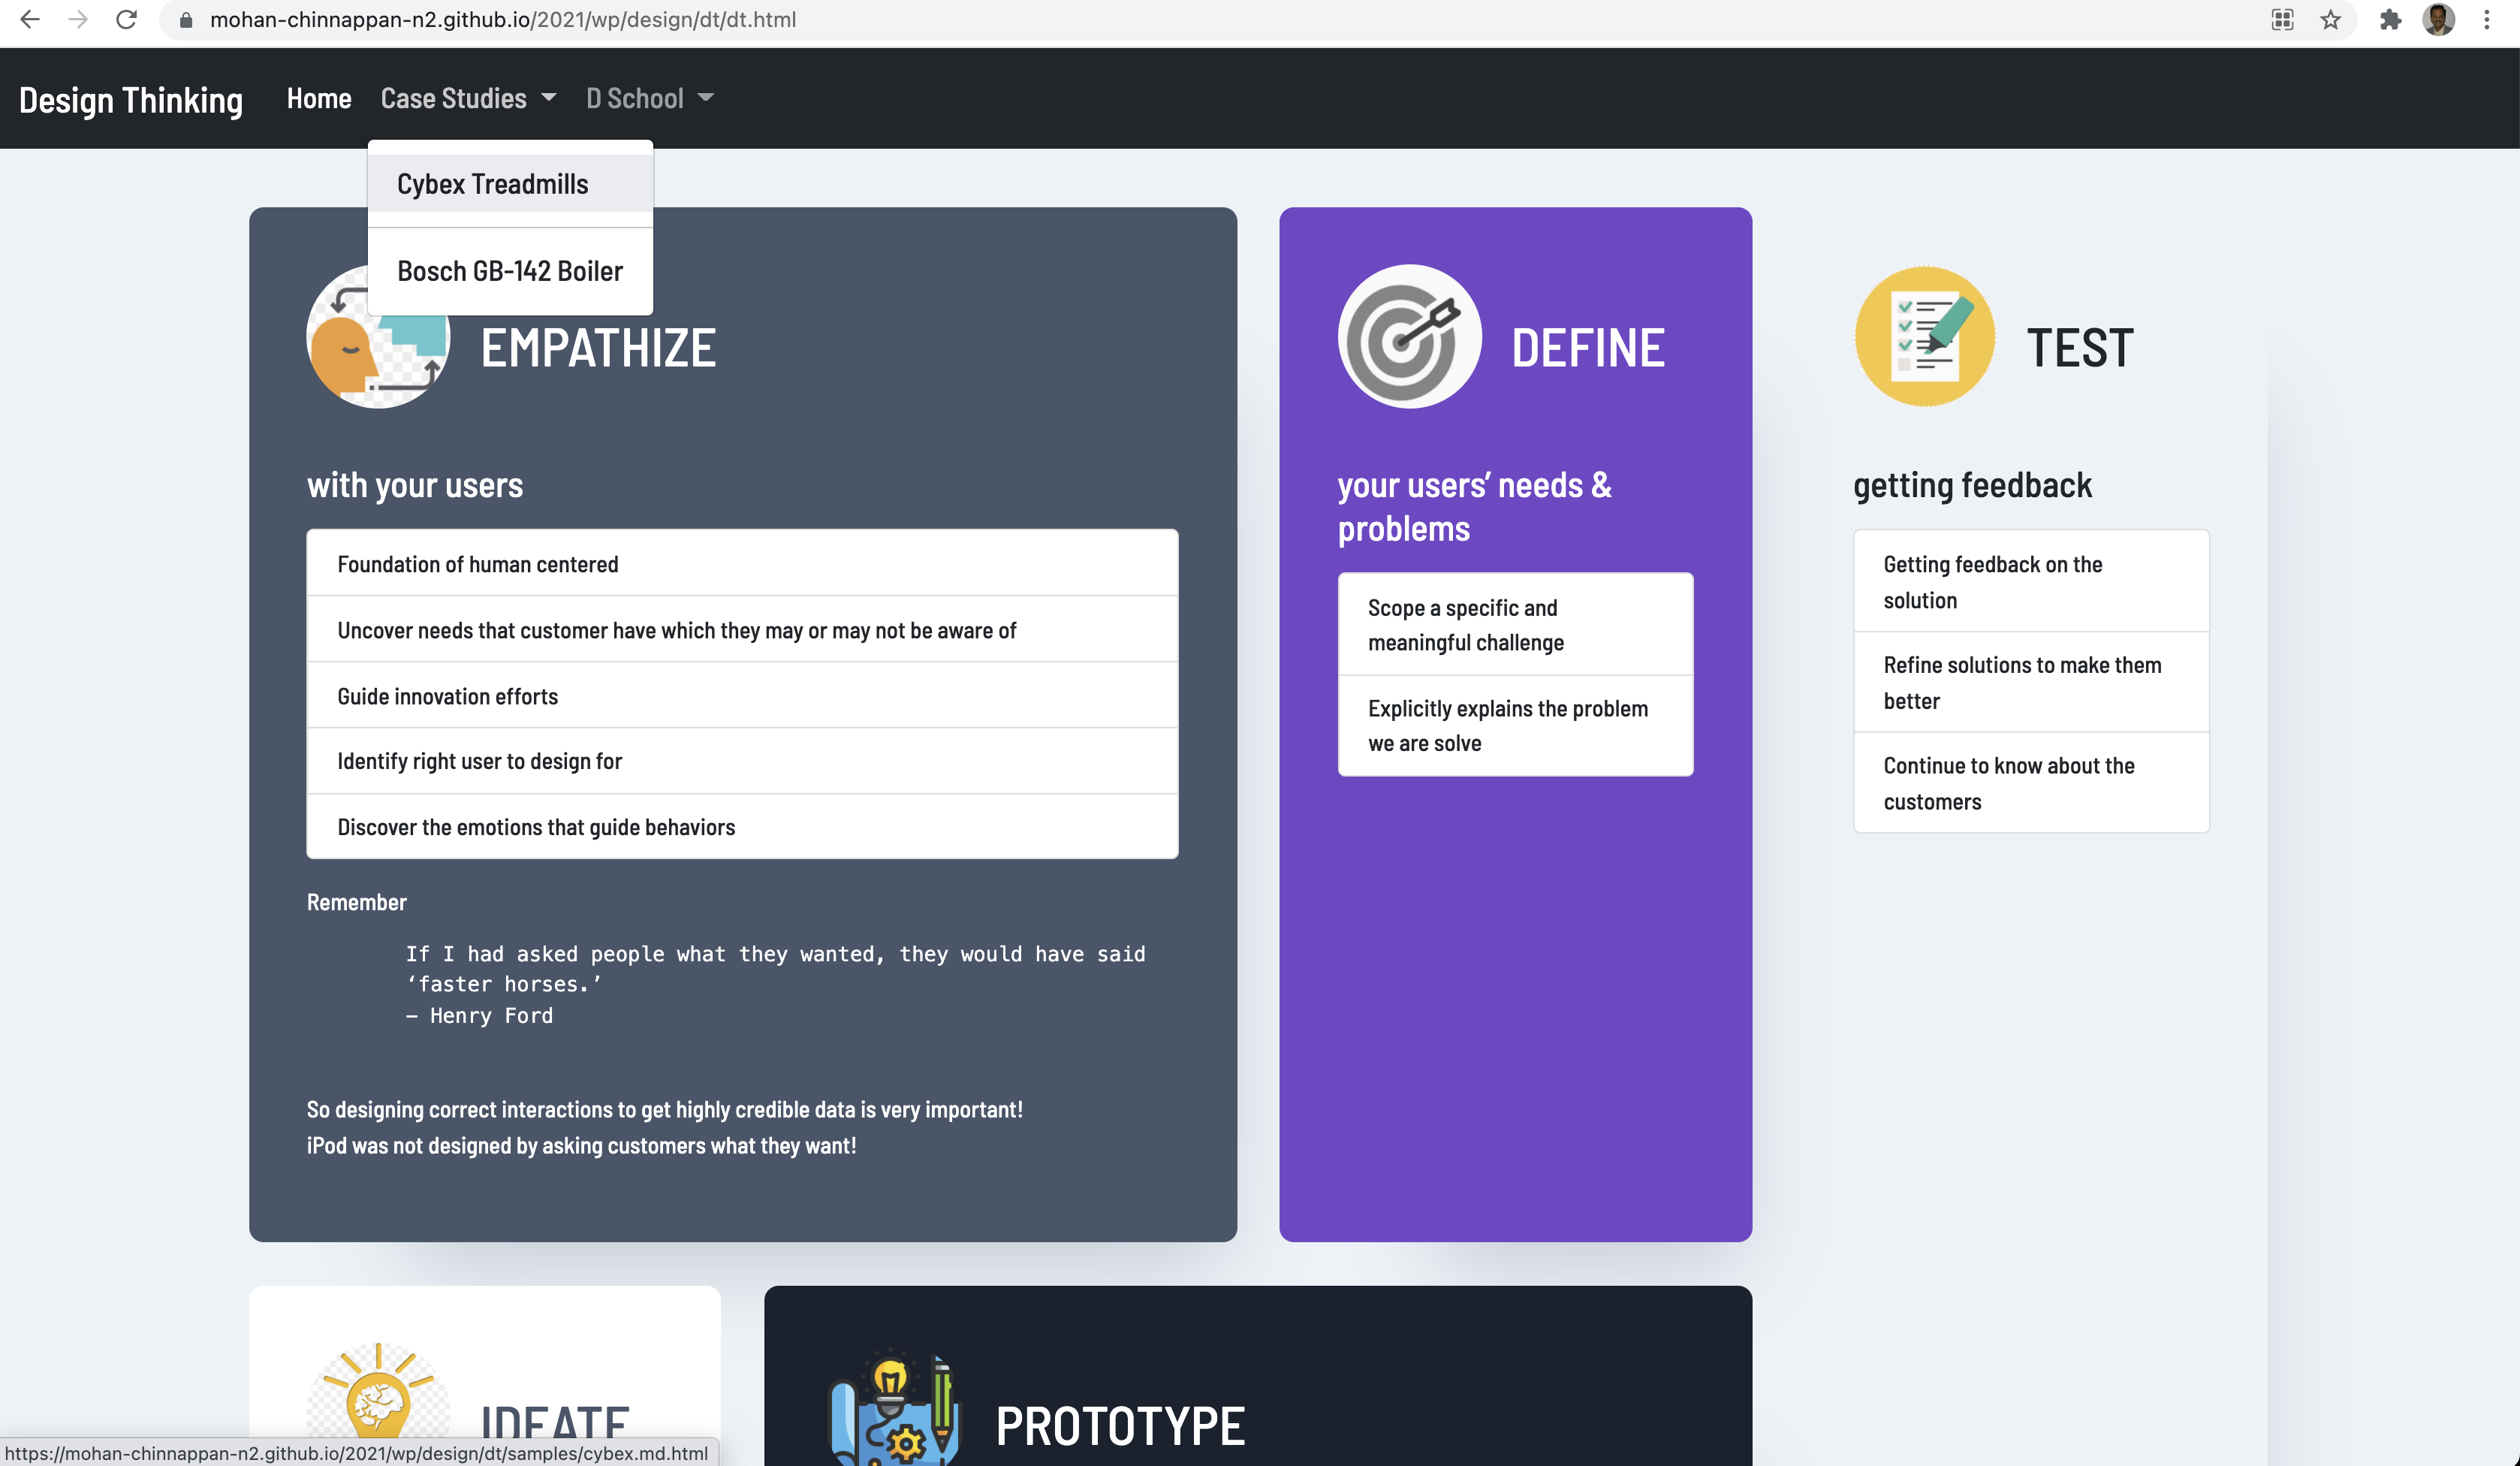 mohan-chinnappan-n2.github.io/2021/wp/design/dt/dt.html
Design Thinking
Home
Case Studies
D School
Cybex Treadmills
Bosch GB-142 Boiler
EMPATHIZE
with your users
Foundation of human centered
Uncover needs that customer have which they may or may not be aware of
Guide innovation efforts
Identify right user to design for
Discover the emotions that guide behaviors
Remember
If I had asked people what they wanted, they would have said
‘faster horses.’
– Henry Ford
So designing correct interactions to get highly credible data is very important!
iPod was not designed by asking customers what they want!
DEFINE
your users’ needs &
problems
Scope a specific and
meaningful challenge
Explicitly explains the problem
we are solve
TEST
getting feedback
Getting feedback on the
solution
Refine solutions to make them
better
Continue to know about the
customers
IDEATE
PROTOTYPE
https://mohan-chinnappan-n2.github.io/2021/wp/design/dt/samples/cybex.md.html